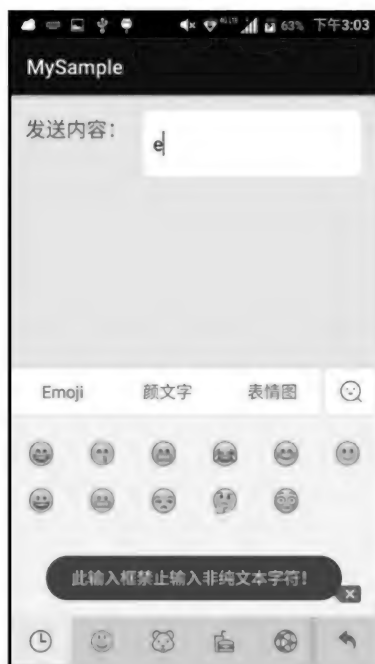 63% 下午3:03
MySample
发送内容：
e
Emoji 颜文字 表情图
此输入框禁止输入非纯文本字符！